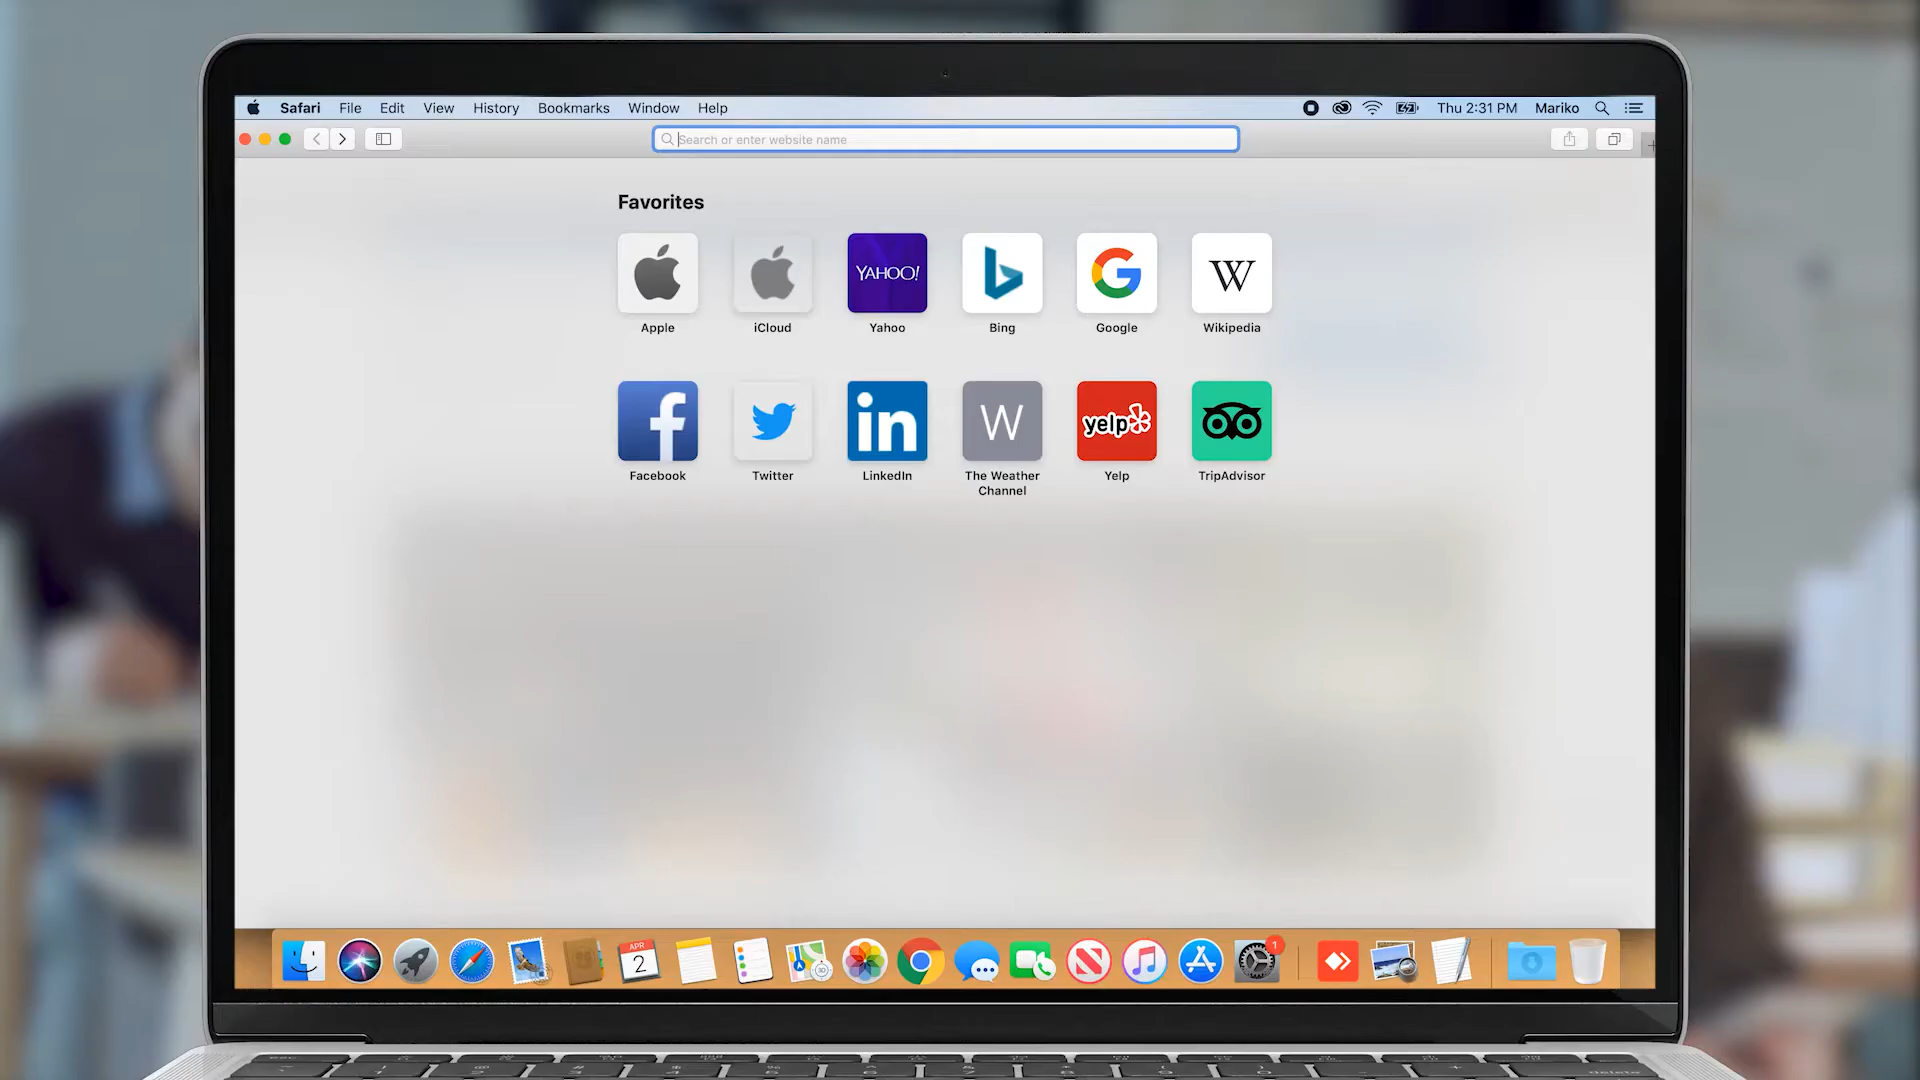 Safari File Edit View History Bookmarks Window Help Thu 2:31 PM Mariko
Search or enter website name
Favorites
YAHOO!
W
Apple iCloud Yahoo Bing Google Wikipedia
f in W yelp
Facebook Twitter LinkedIn The Weather Channel Yelp TripAdvisor
APR
2
1